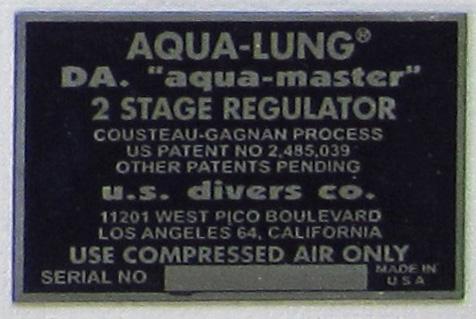 AQUA-LUNG®
DA. "aqua-master"
2 STAGE REGULATOR
COUSTEAU-GAGNAN PROCESS
US PATENT NO 2,485,039
OTHER PATENTS PENDING
u.s. divers co.
11201 WEST PICO BOULEVARD
LOS ANGELES 64, CALIFORNIA
USE COMPRESSED AIR ONLY
SERIAL NO
MADE IN
U S A